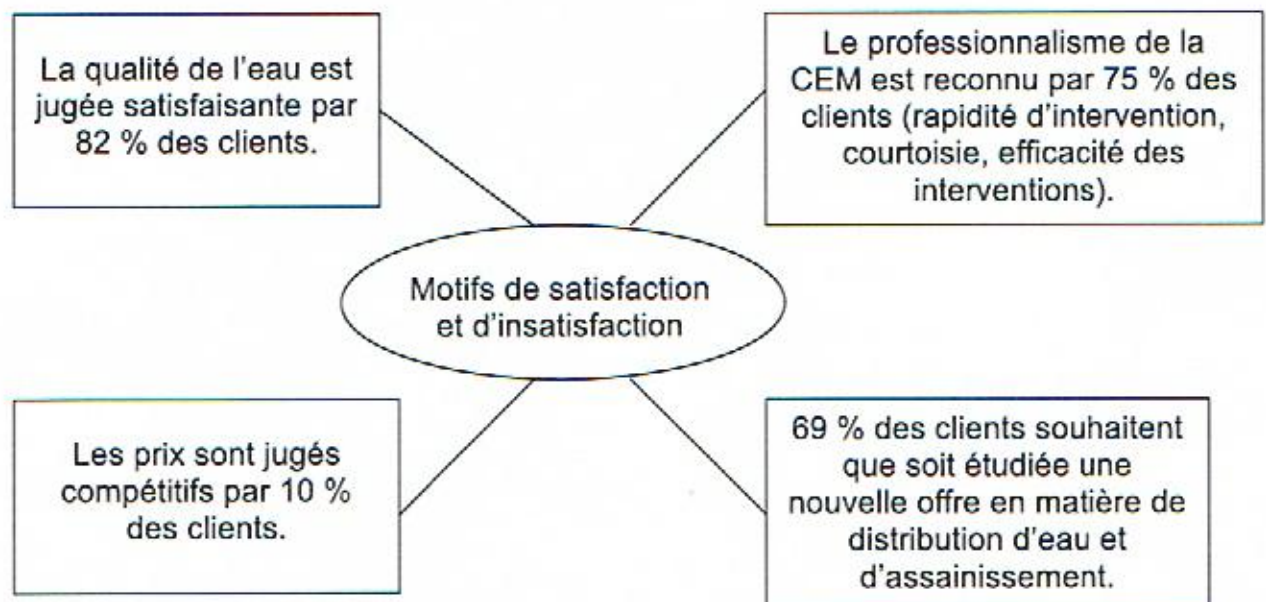 La qualité de l'eau est
jugée satisfaisante par
82 % des clients.
Le professionnalisme de la
CEM est reconnu par 75 % des
clients (rapidité d'intervention,
courtoisie, efficacité des
interventions).
Motifs de satisfaction
et d'insatisfaction
Les prix sont jugés
compétitifs par 10 %
des clients.
69 % des clients souhaitent
que soit étudiée une
nouvelle offre en matière de
distribution d'eau et
d'assainissement.